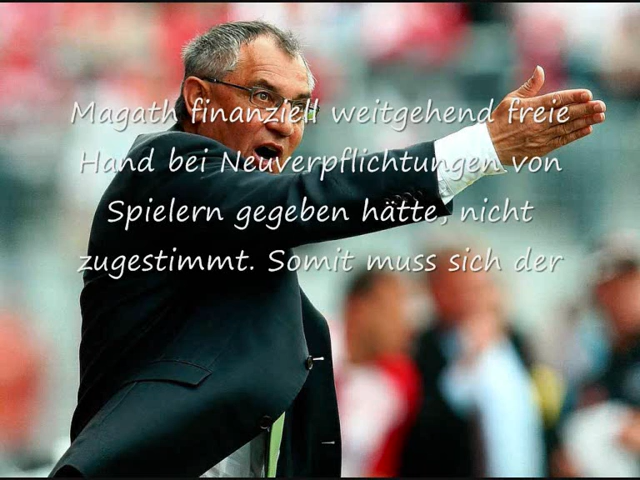 Magath finanziell weitgehend freie
Hand bei Neuverpflichtungen von
Spielern gegeben hätte, nicht
zugestimmt. Somit muss sich der